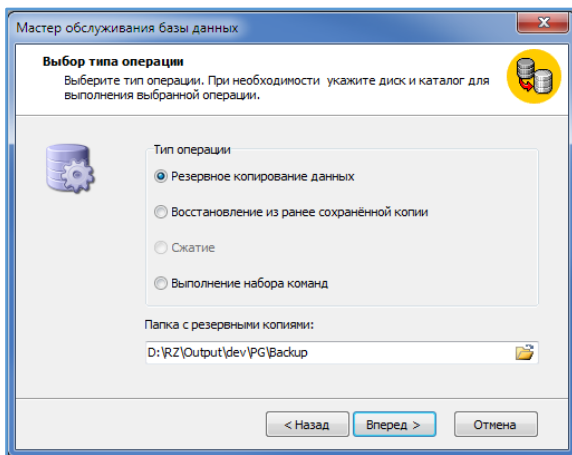 Мастер обслуживания базы данных
Выбор типа операции
Выберите тип операции. При необходимости укажите диск и каталог для
выполнения выбранной операции.
Тип операции
Резервное копирование данных
Восстановление из ранее сохранённой копии
Сжатие
Выполнение набора команд
Папка с резервными копиями:
D:\RZ\Output\dev\PG\Backup
< Назад Вперед > Отмена